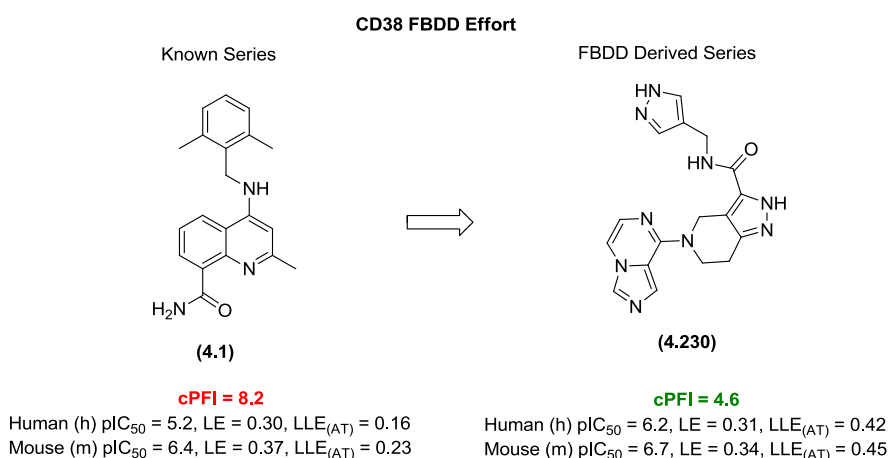 CD38 FBDD Effort
Known Series
FBDD Derived Series
NH
H₂N
O
N
(4.1)
HN
N
N
H
O
N
N
NH
N
N
N
(4.230)
cPFI = 8.2
Human (h) pIC₅₀ = 5.2, LE = 0.30, LLE₍AT₎ = 0.16
Mouse (m) pIC₅₀ = 6.4, LE = 0.37, LLE₍AT₎ = 0.23
cPFI = 4.6
Human (h) pIC₅₀ = 6.2, LE = 0.31, LLE₍AT₎ = 0.42
Mouse (m) pIC₅₀ = 6.7, LE = 0.34, LLE₍AT₎ = 0.45